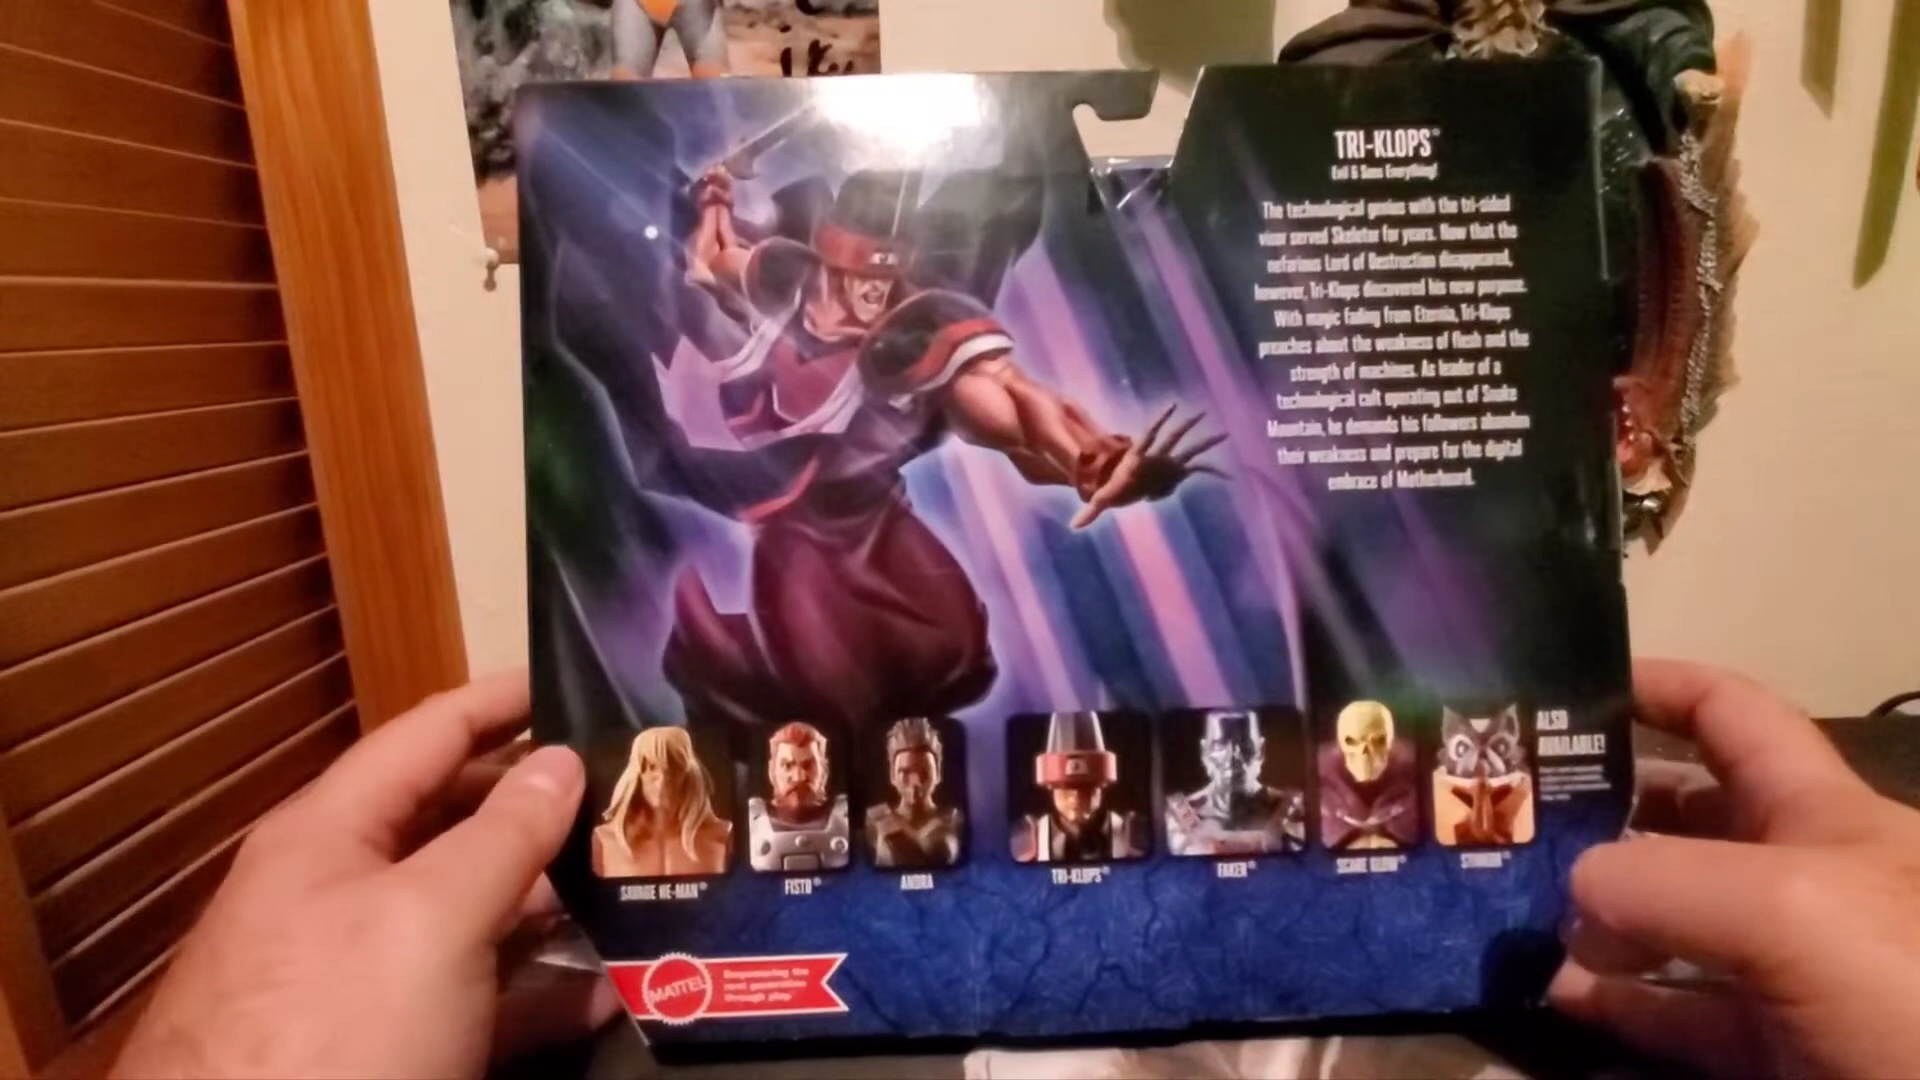 TRI-KLOPS®
Evil & Sees Everything!
The technological genius with the tri-sided
visor served Skeletor for years. Now that the
nefarious Lord of Destruction disappeared,
however, Tri-Klops discovered his new purpose.
With magic fading from Eternia, Tri-Klops
preaches about the weakness of flesh and the
strength of machines. As leader of a
technological cult operating out of Snake
Mountain, he demands his followers abandon
their weakness and prepare for the digital
embrace of Motherboard.
ALSO
AVAILABLE!
SAVAGE HE-MAN®
FISTO®
ANDRA
TRI-KLOPS®
FAKER®
SCARE GLOW®
STINKOR®
MATTEL
Empowering the
next generation
through play™